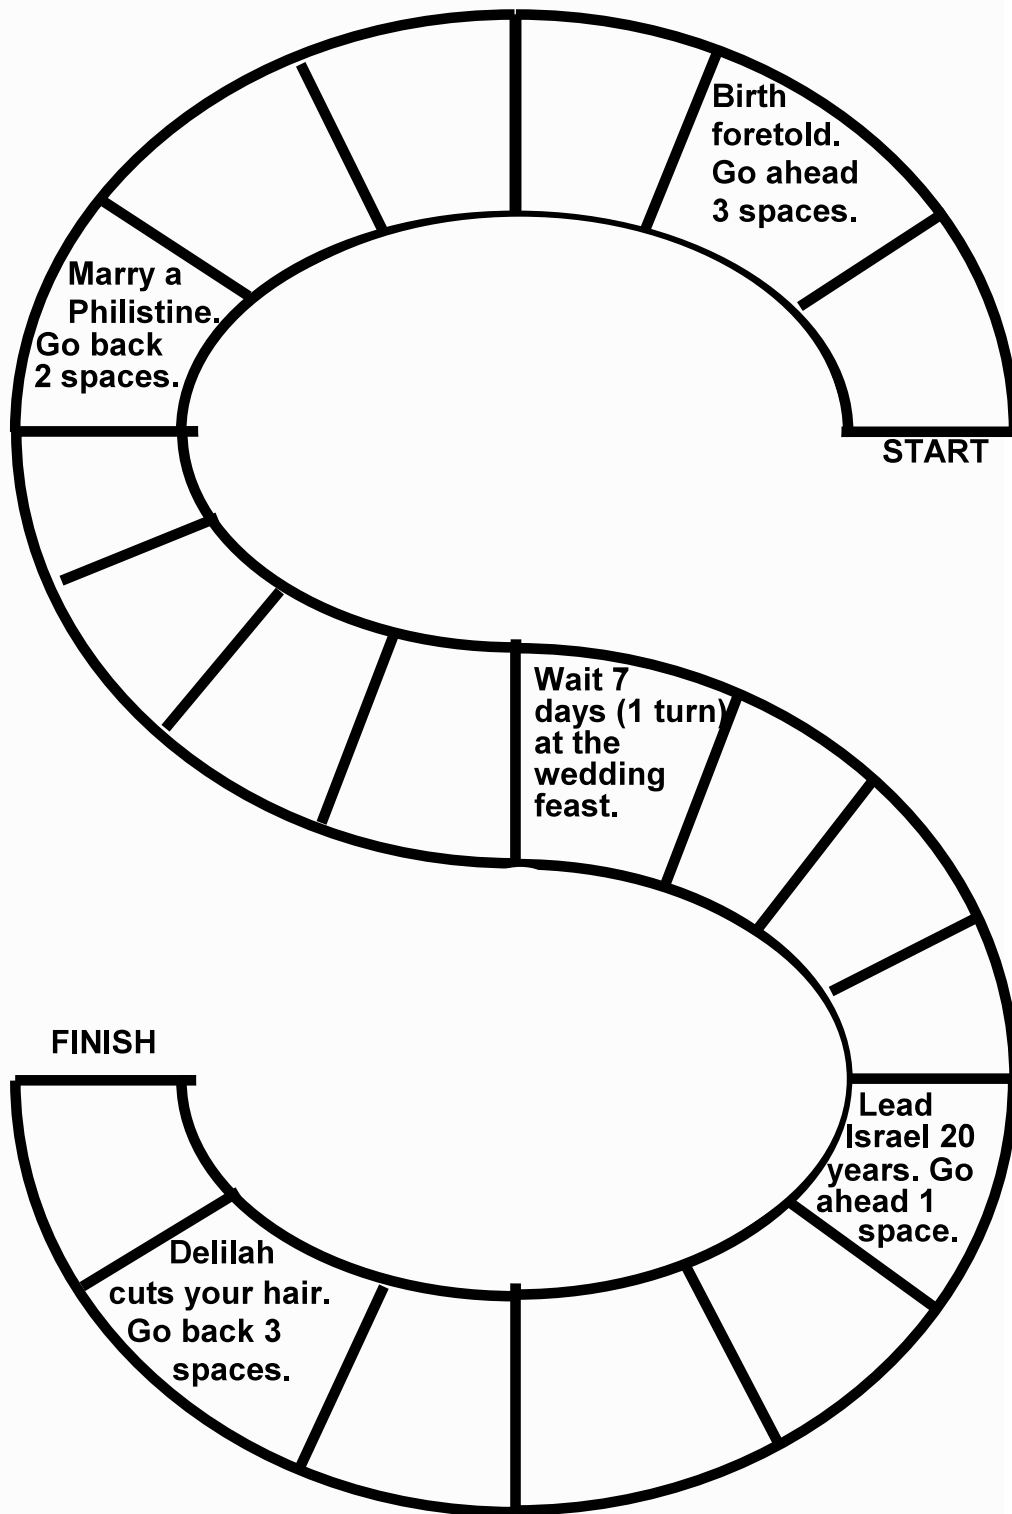 START
Birth
foretold.
Go ahead
3 spaces.
Marry a
Philistine.
Go back
2 spaces.
Wait 7
days (1 turn)
at the
wedding
feast.
Lead
Israel 20
years. Go
ahead 1
space.
Delilah
cuts your hair.
Go back 3
spaces.
FINISH